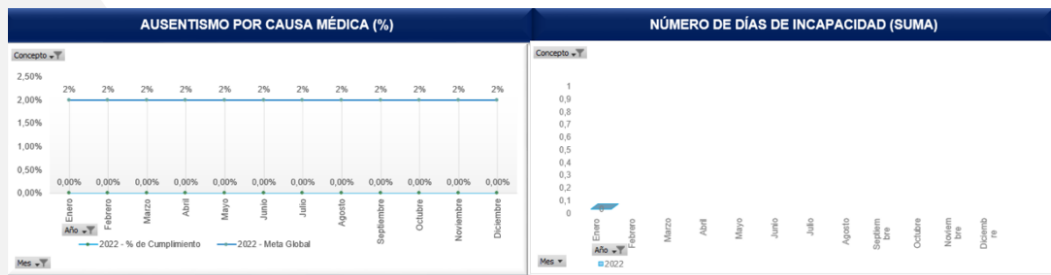 AUSENTISMO POR CAUSA MÉDICA (%)
Concepto
2,50%
2,00%
1,50%
1,00%
0,50%
0,00%
2% 2% 2% 2% 2% 2% 2% 2% 2% 2% 2% 2%
0,00% 0,00% 0,00% 0,00% 0,00% 0,00% 0,00% 0,00% 0,00% 0,00% 0,00% 0,00%
Enero Febrero Marzo Abril Mayo Junio Julio Agosto Septiembre Octubre Noviembre Diciembre
Año
2022 - % de Cumplimiento 2022 - Meta Global
Mes
NÚMERO DE DÍAS DE INCAPACIDAD (SUMA)
Concepto
1
0,9
0,8
0,7
0,6
0,5
0,4
0,3
0,2
0,1
0
0
Enero Febrero Marzo Abril Mayo Junio Julio Agosto Septiem
bre Octubre Noviem
bre Diciemb
re
Año
2022
Mes